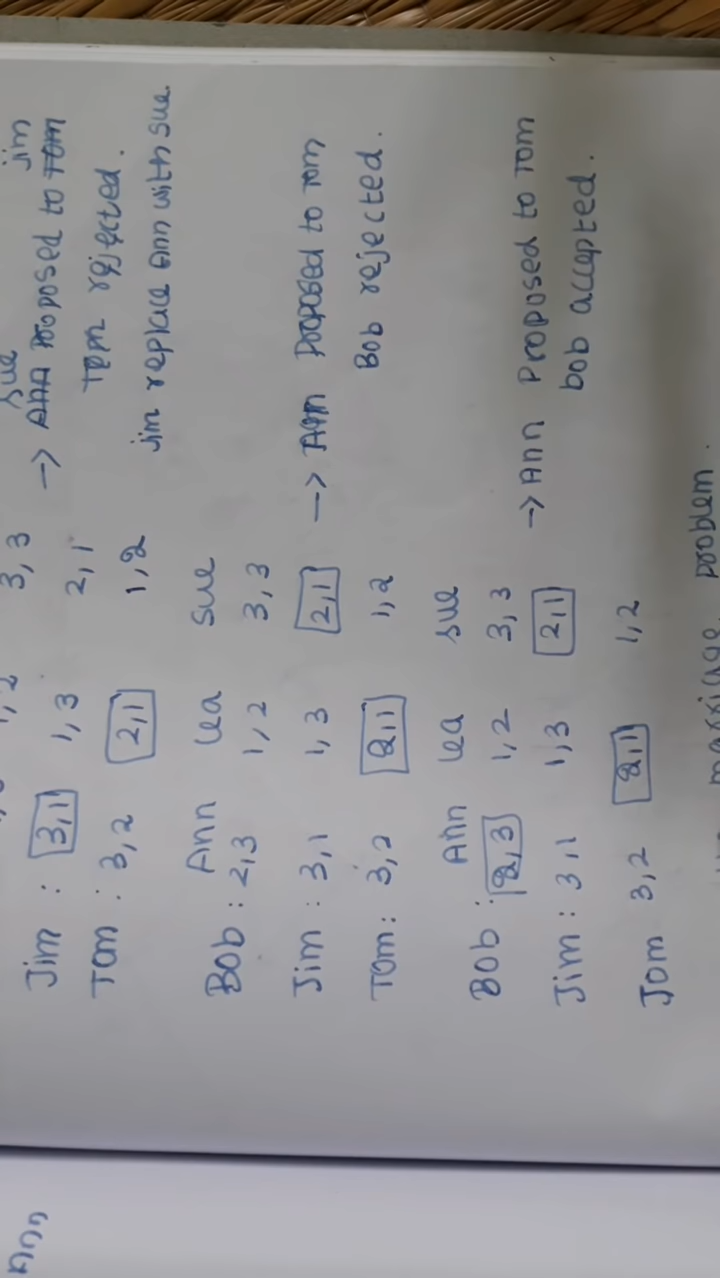 sue jim
3, 3 → Ann proposed to Tom
Jim : 3,1 1, 3 2, 1 Tom rejected.
Tom : 3, 2 2,1 1, 2 Jim replace Ann with sue
Ann Lea sue
Bob : 2,3 1, 2 3, 3
Jim : 3,1 1, 3 2,1 → Ann proposed to Tom
Bob rejected.
Tom: 3,2 2,1 1, 2
Ann Lea sue
Bob : 2, 3 1, 2 3, 3
Jim : 3,1 1,3 2,1 → Ann proposed to Tom
bob accepted.
Jom 3,2 2,1 1, 2
marriage problem.
Ann